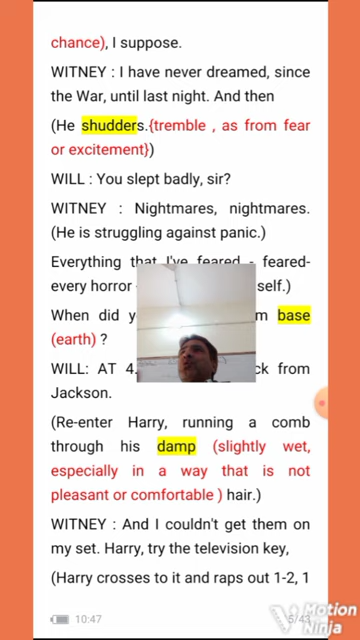 chance), I suppose.
WITNEY : I have never dreamed, since
the War, until last night. And then
(He shudders.{tremble , as from fear
or excitement})
WILL : You slept badly, sir?
WITNEY : Nightmares, nightmares.
(He is struggling against panic.)
Everything that I've feared - feared-
every horror self.)
When did y m base
(earth) ?
WILL: AT 4. ck from
Jackson.
(Re-enter Harry, running a comb
through his damp (slightly wet,
especially in a way that is not
pleasant or comfortable ) hair.)
WITNEY : And I couldn't get them on
my set. Harry, try the television key,
(Harry crosses to it and raps out 1-2, 1
10:47
5/43
Motion
Ninja